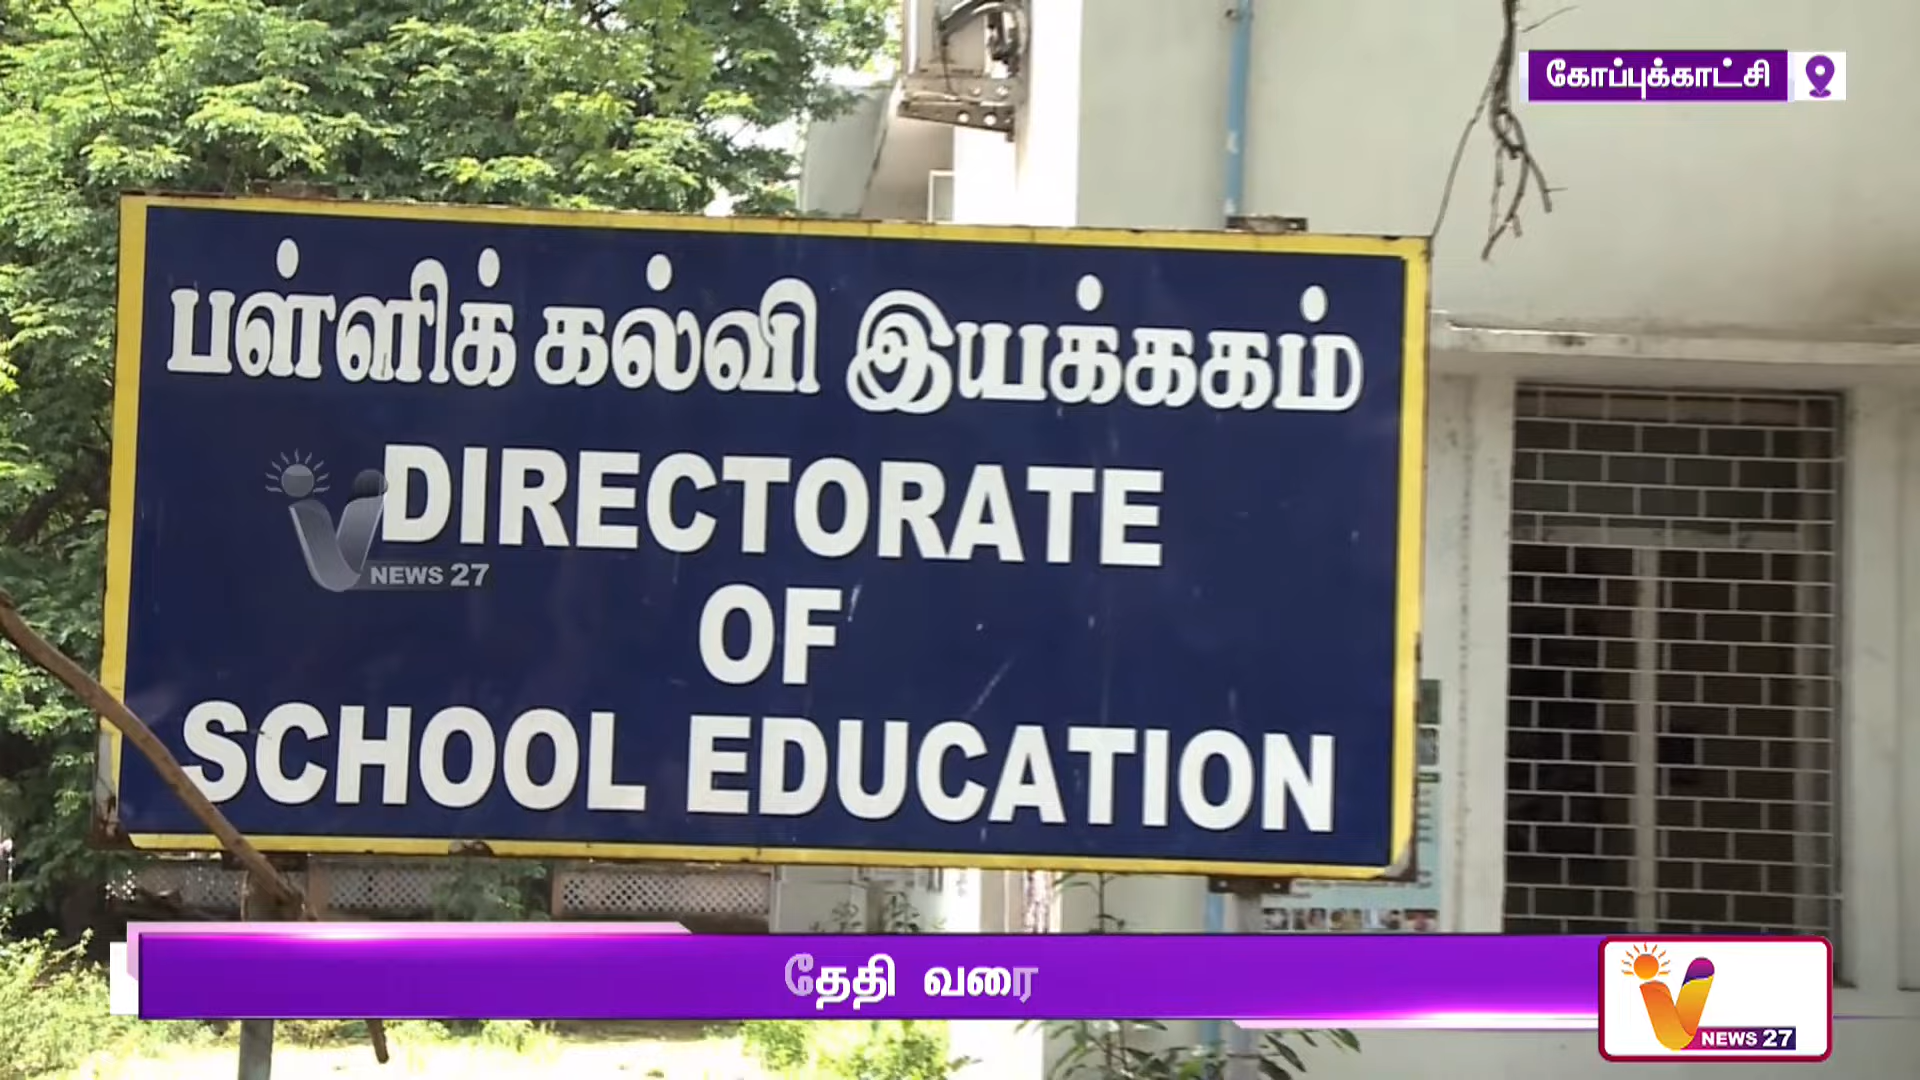 கோப்புக்காட்சி
பள்ளிக் கல்வி இயக்ககம்
DIRECTORATE
NEWS 27
OF
SCHOOL EDUCATION
தேதி வரை
NEWS 27